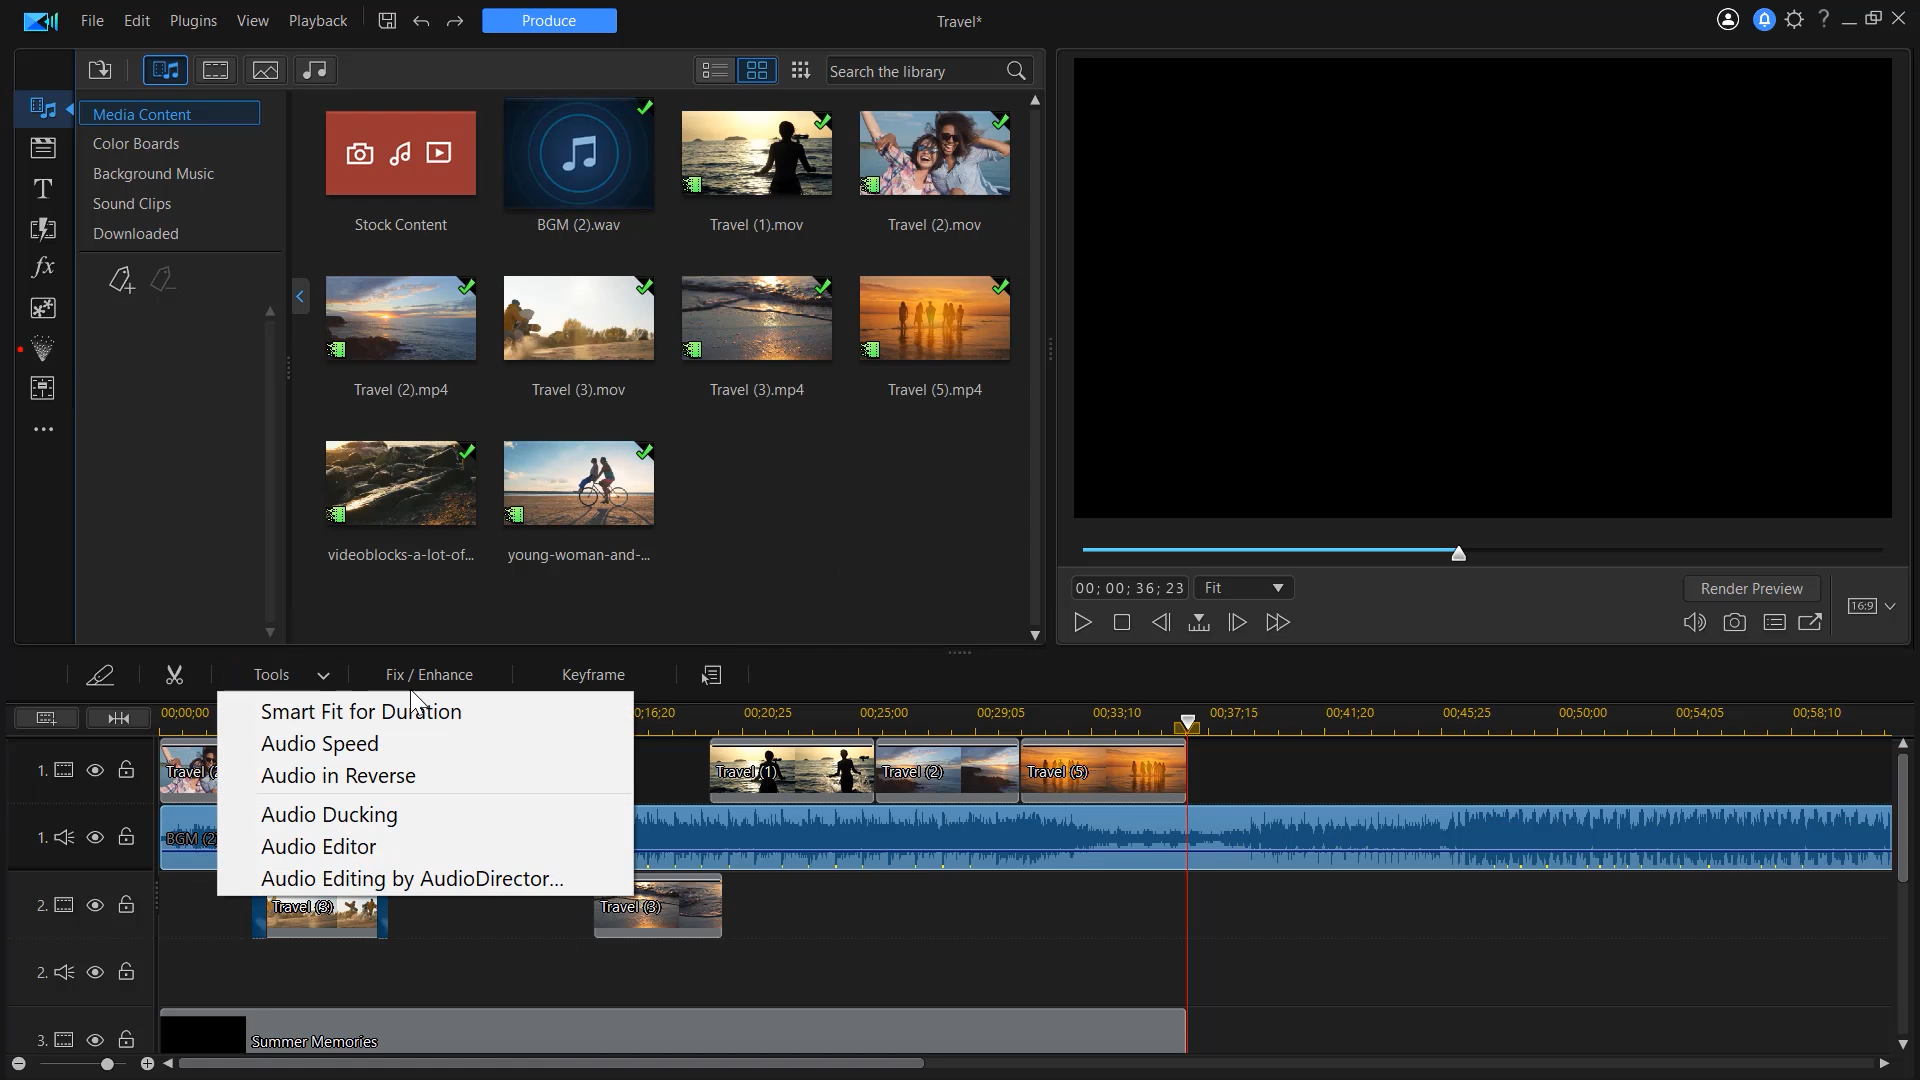 File Edit Plugins View Playback Produce Travel*
Search the library
Media Content
Color Boards
Background Music
Sound Clips
Downloaded
Stock Content BGM (2).wav Travel (1).mov Travel (2).mov
Travel (2).mp4 Travel (3).mov Travel (3).mp4 Travel (5).mp4
videoblocks-a-lot-of... young-woman-and-...
00; 00; 36; 23 Fit Render Preview
16:9
Tools Fix / Enhance Keyframe
Smart Fit for Duration
Audio Speed
Audio in Reverse
Audio Ducking
Audio Editor
Audio Editing by AudioDirector...
00;00;00 0;16;20 00;20;25 00;25;00 00;29;05 00;33;10 00;37;15 00;41;20 00;45;25 00;50;00 00;54;05 00;58;10
1. Travel ( Travel (1) Travel (2) Travel (5)
1. BGM (2)
2. Travel (3) Travel (3)
2.
3. Summer Memories